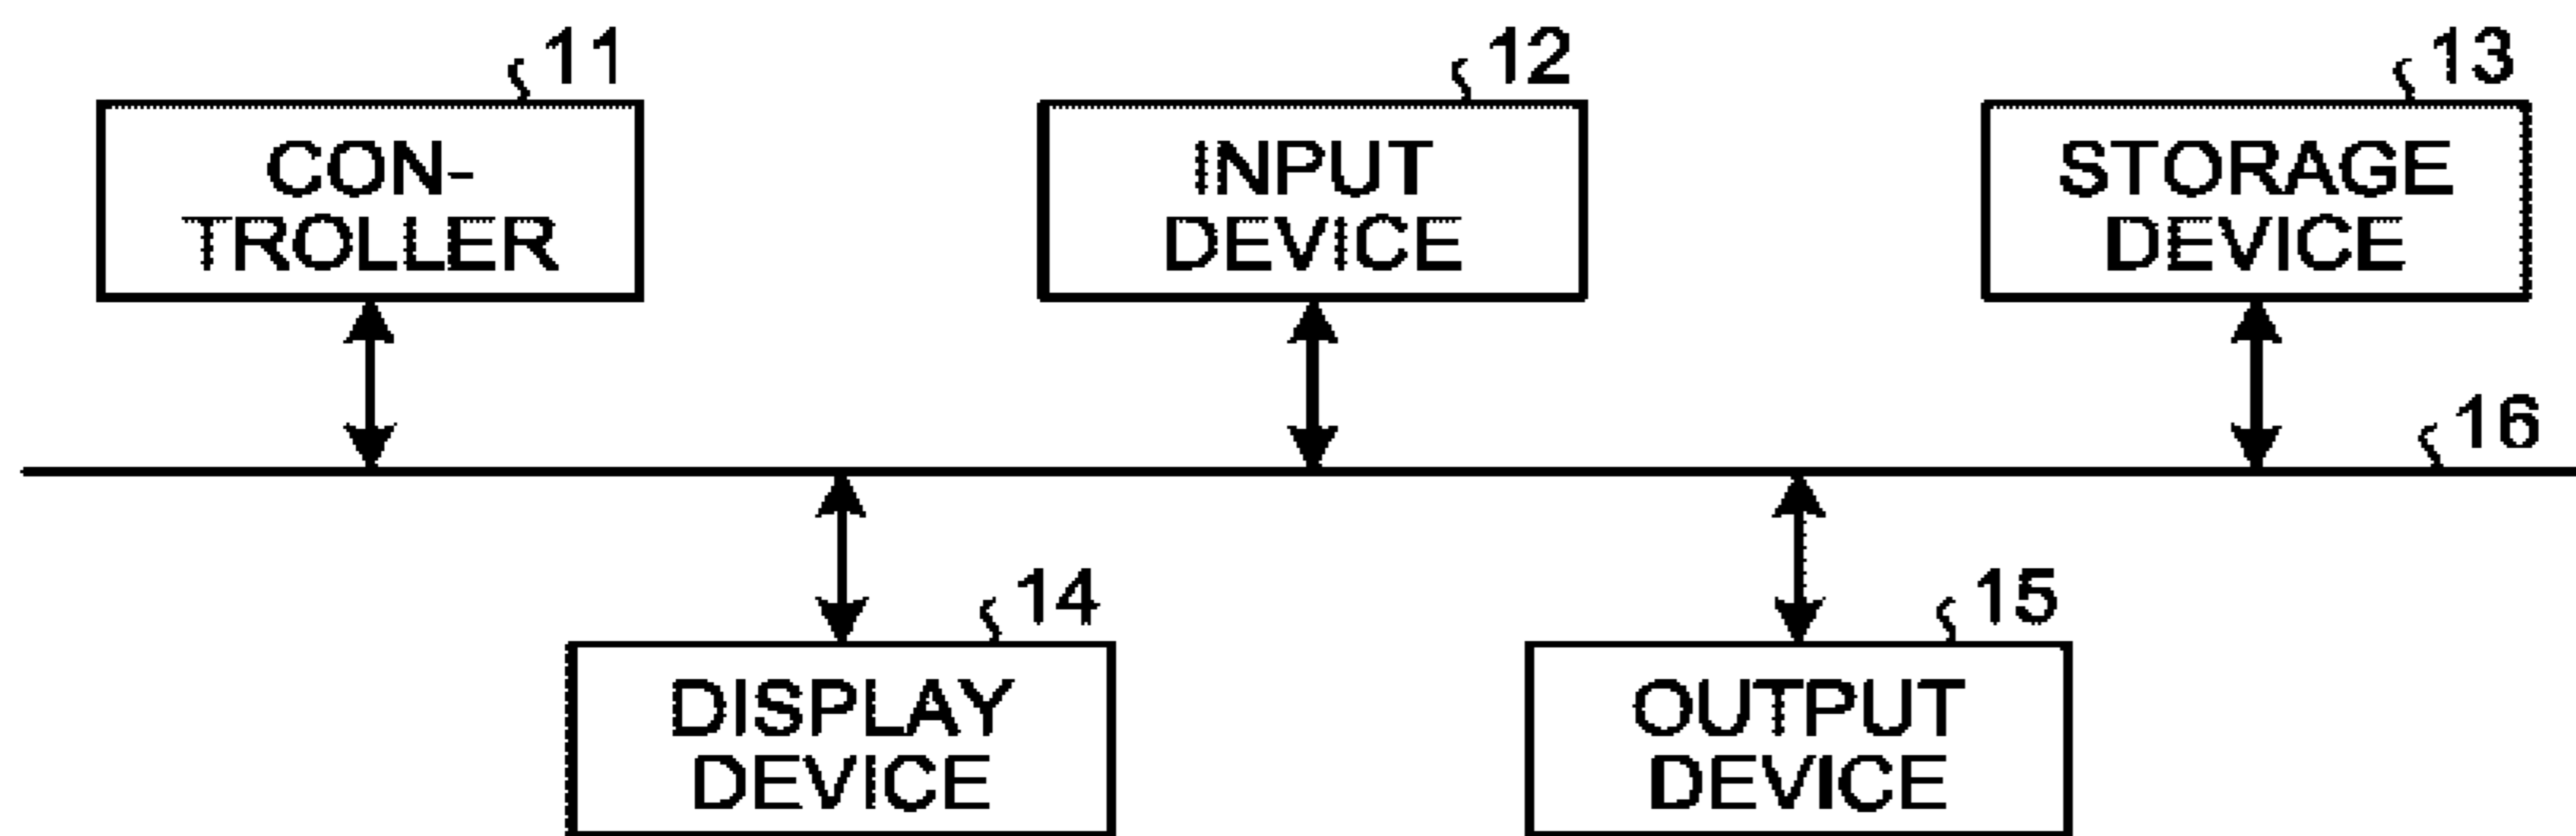 11
CON-
TROLLER
12
INPUT
DEVICE
13
STORAGE
DEVICE
16
14
DISPLAY
DEVICE
15
OUTPUT
DEVICE